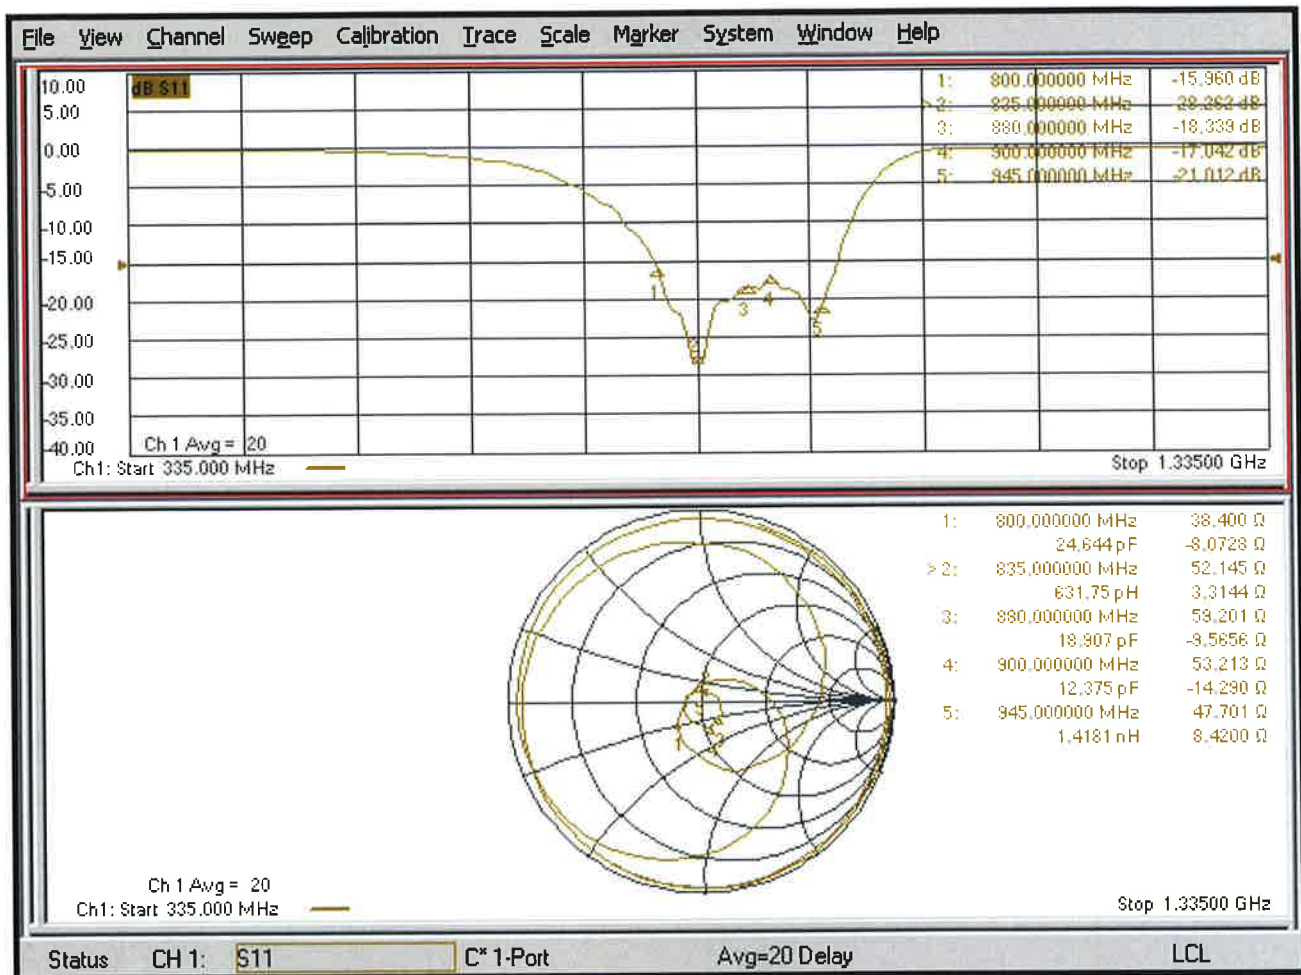 File View Channel Sweep Calibration Trace Scale Marker System Window Help
10.00
dB S11
5.00
0.00
-5.00
-10.00
-15.00
-20.00
-25.00
-30.00
-35.00
-40.00
1: 800.000000 MHz -15.960 dB
> 2: 835.000000 MHz -28.262 dB
3: 880.000000 MHz -18.339 dB
4: 900.000000 MHz -17.042 dB
5: 945.000000 MHz -21.012 dB
1
2
3
4
5
Ch 1 Avg = 20
Ch1: Start 335.000 MHz
Stop 1.33500 GHz
1: 800.000000 MHz 38.400 Ω
24.644 pF -8.0728 Ω
> 2: 835.000000 MHz 52.145 Ω
631.75 pH 3.3144 Ω
3: 880.000000 MHz 59.201 Ω
18.907 pF -9.5656 Ω
4: 900.000000 MHz 53.213 Ω
12.375 pF -14.290 Ω
5: 945.000000 MHz 47.701 Ω
1.4181 nH 8.4200 Ω
1
Ch 1 Avg = 20
Ch1: Start 335.000 MHz
Stop 1.33500 GHz
Status CH 1: S11 C* 1-Port Avg=20 Delay LCL